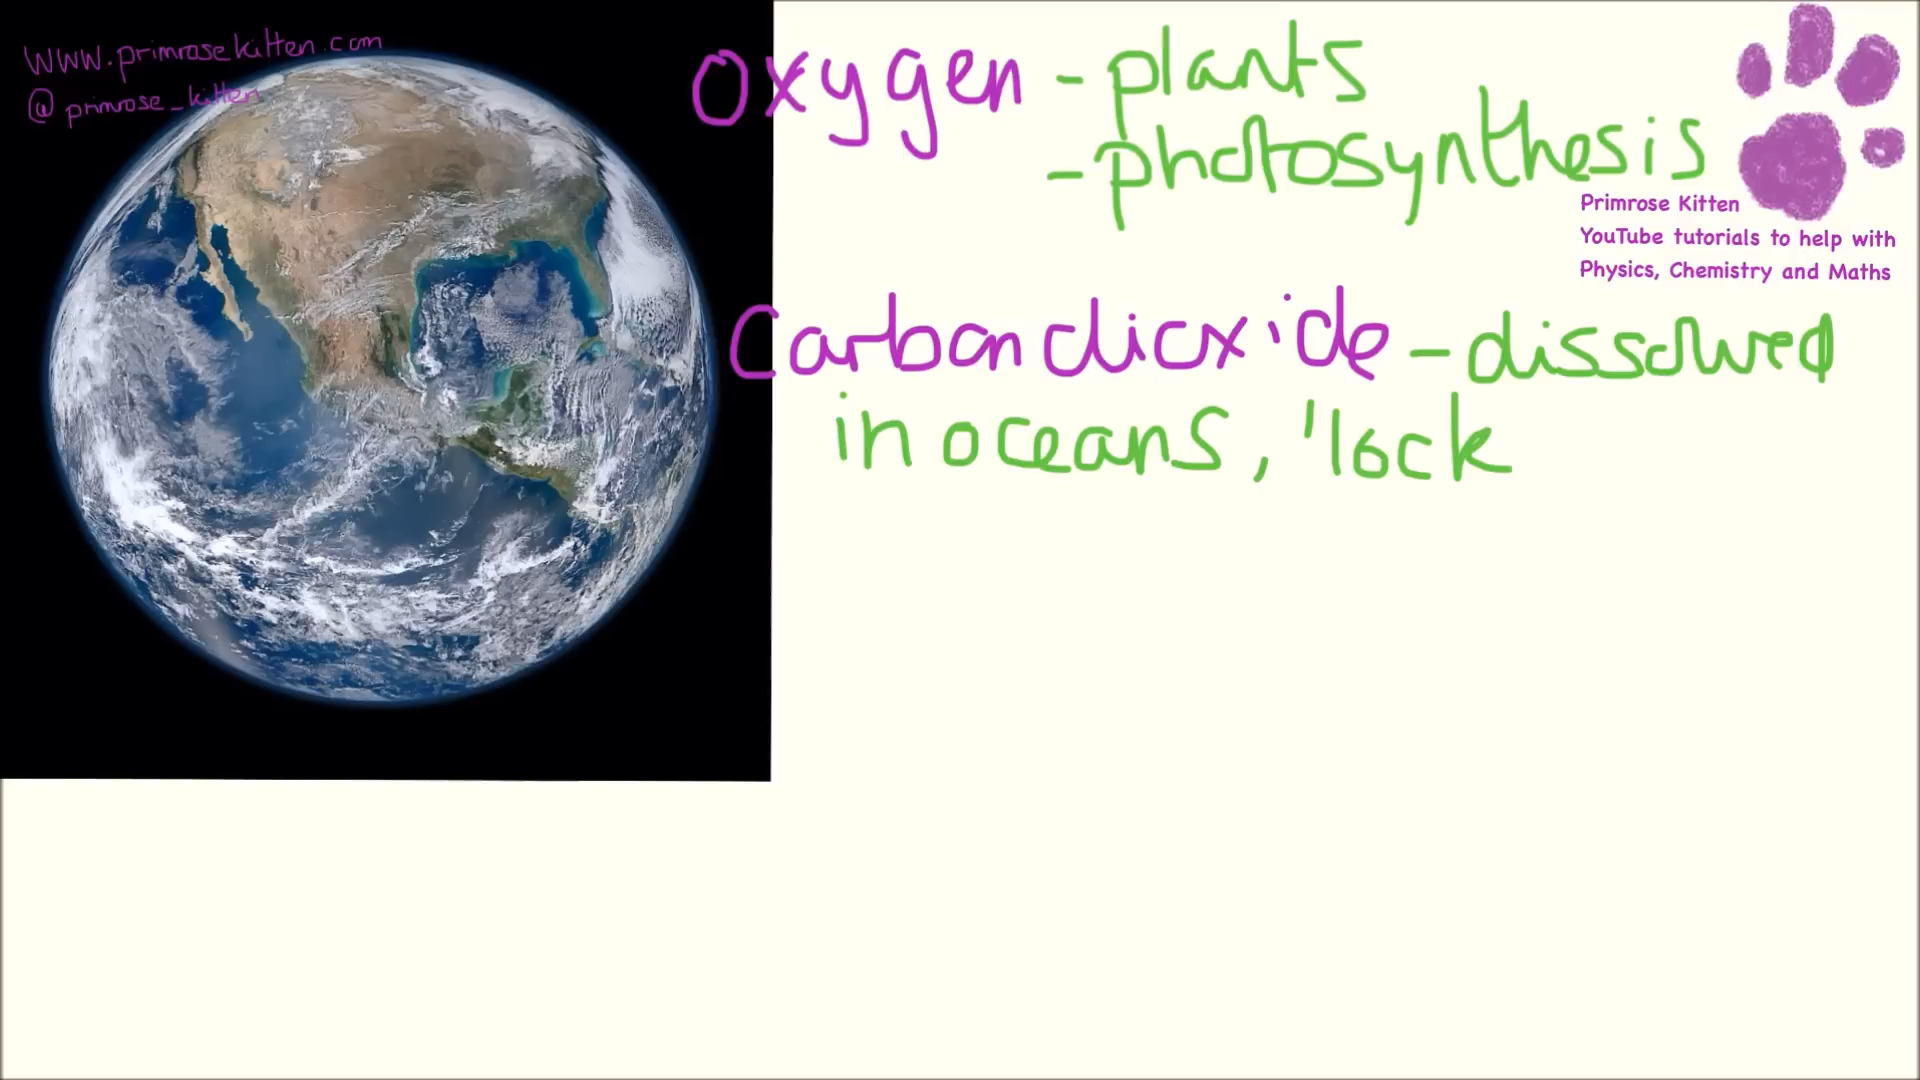 www.primrosekitten.com
@primrose_kitten
Oxygen - plants
- photosynthesis
Primrose Kitten
YouTube tutorials to help with
Physics, Chemistry and Maths
Carbon dioxide - dissolved
in oceans, "lock